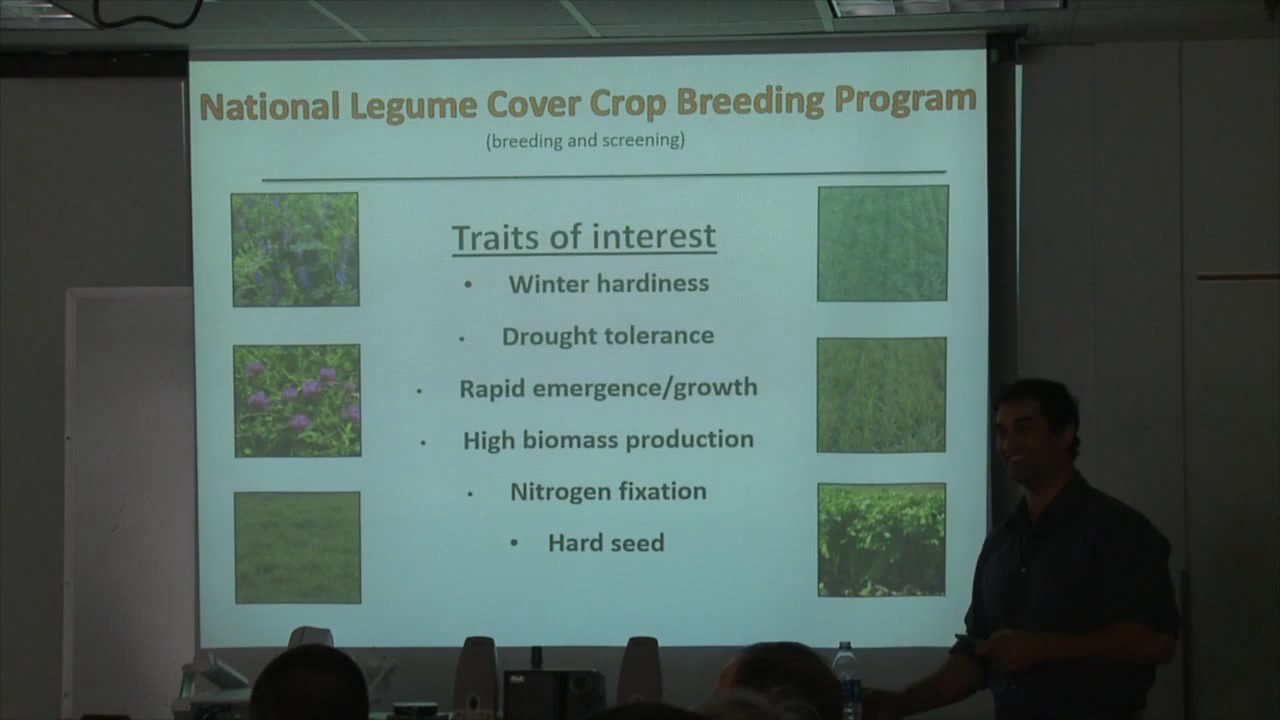 National Legume Cover Crop Breeding Program
(breeding and screening)
Traits of interest
• Winter hardiness
• Drought tolerance
• Rapid emergence/growth
• High biomass production
• Nitrogen fixation
• Hard seed